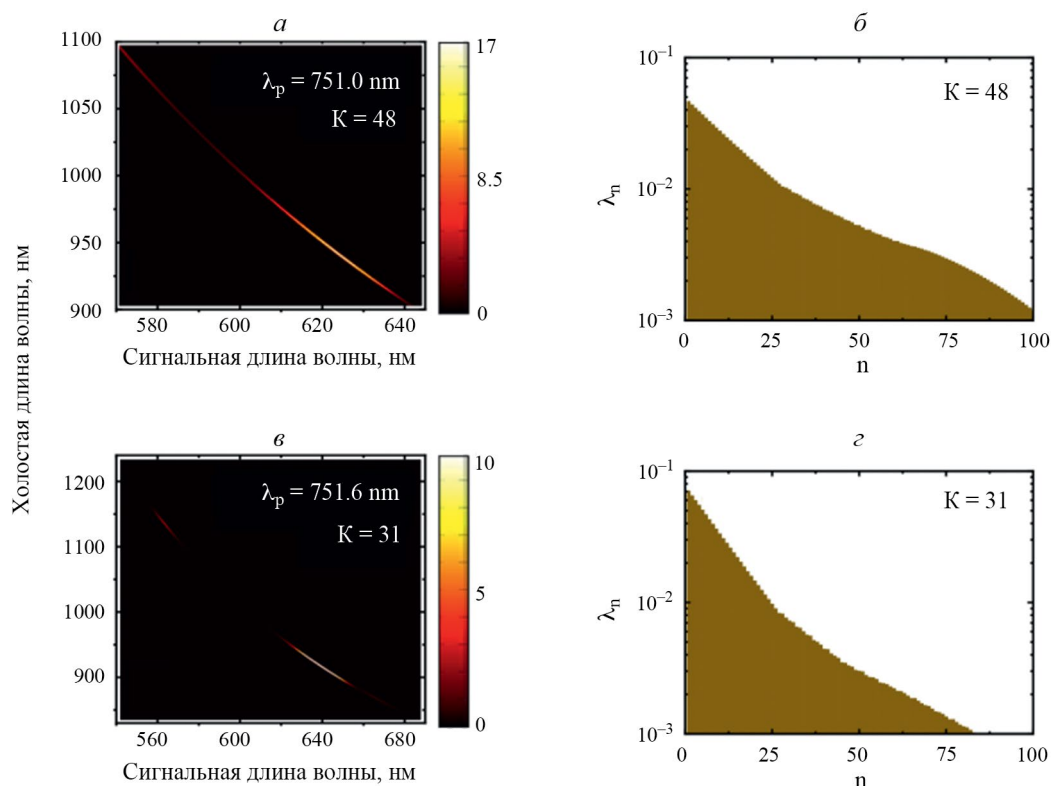 а
1100
1050
1000
950
900
580
600
620
640
λp = 751.0 nm
K = 48
17
8.5
0
Сигнальная длина волны, нм
б
10⁻¹
10⁻²
10⁻³
λn
K = 48
0
25
50
75
100
n
Холостая длина волны, нм
в
1200
1100
1000
900
560
600
640
680
λp = 751.6 nm
K = 31
10
5
0
Сигнальная длина волны, нм
г
10⁻¹
10⁻²
10⁻³
λn
K = 31
0
25
50
75
100
n